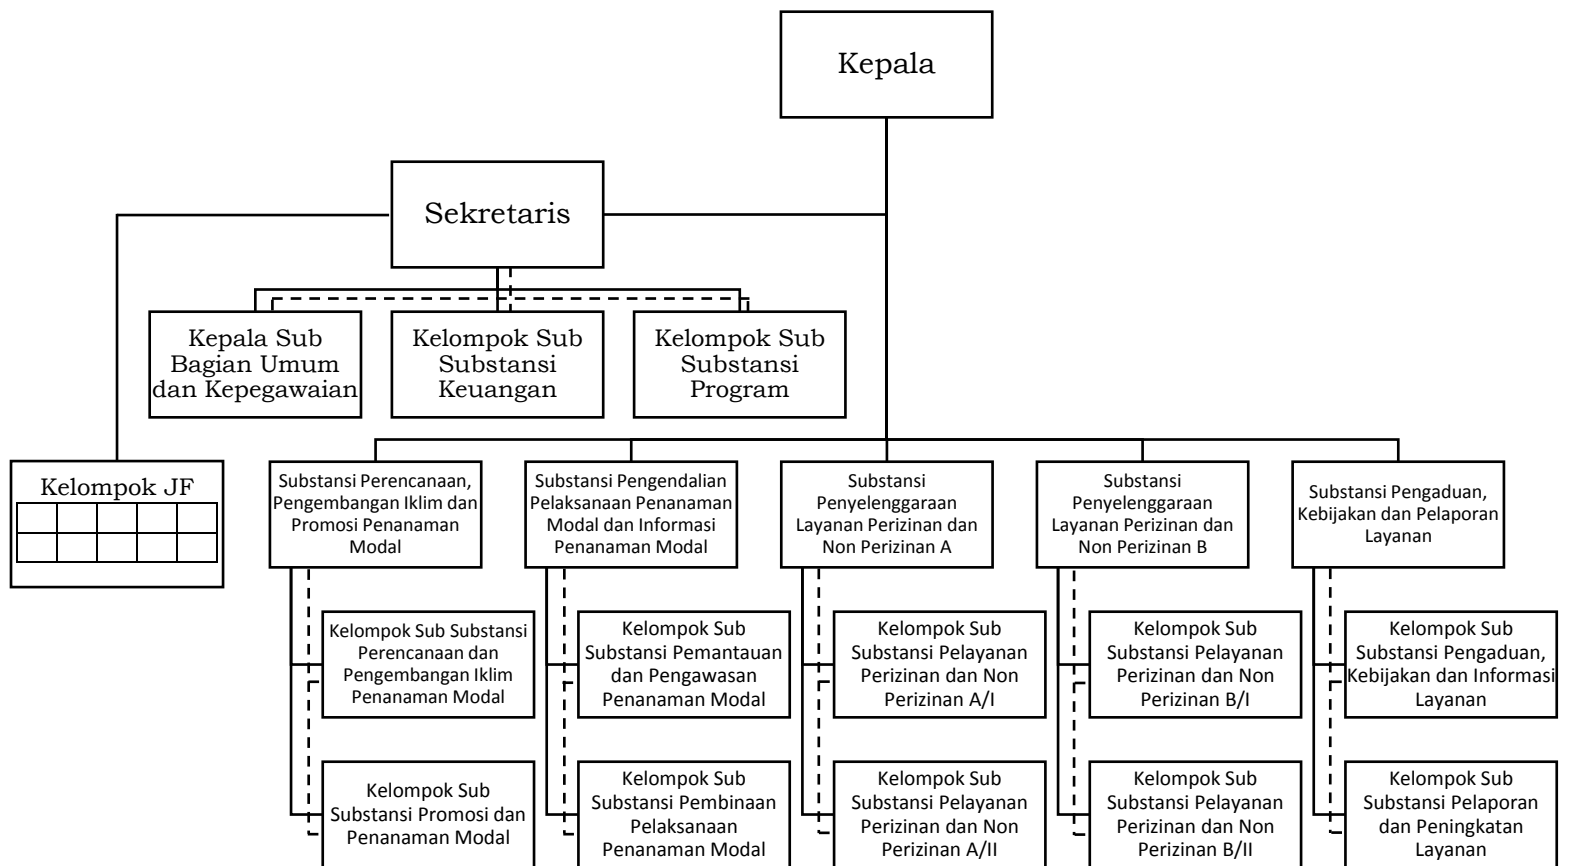 Kepala
Sekretaris
Kepala Sub
Bagian Umum
dan Kepegawaian
Kelompok Sub
Substansi
Keuangan
Kelompok Sub
Substansi
Program
Kelompok JF
Substansi Perencanaan,
Pengembangan Iklim dan
Promosi Penanaman
Modal
Substansi Pengendalian
Pelaksanaan Penanaman
Modal dan Informasi
Penanaman Modal
Substansi
Penyelenggaraan
Layanan Perizinan dan
Non Perizinan A
Substansi
Penyelenggaraan
Layanan Perizinan dan
Non Perizinan B
Substansi Pengaduan,
Kebijakan dan Pelaporan
Layanan
Kelompok Sub Substansi
Perencanaan dan
Pengembangan Iklim
Penanaman Modal
Kelompok Sub
Substansi Pemantauan
dan Pengawasan
Penanaman Modal
Kelompok Sub
Substansi Pelayanan
Perizinan dan Non
Perizinan A/I
Kelompok Sub
Substansi Pelayanan
Perizinan dan Non
Perizinan B/I
Kelompok Sub
Substansi Pengaduan,
Kebijakan dan Informasi
Layanan
Kelompok Sub
Substansi Promosi dan
Penanaman Modal
Kelompok Sub
Substansi Pembinaan
Pelaksanaan
Penanaman Modal
Kelompok Sub
Substansi Pelayanan
Perizinan dan Non
Perizinan A/II
Kelompok Sub
Substansi Pelayanan
Perizinan dan Non
Perizinan B/II
Kelompok Sub
Substansi Pelaporan
dan Peningkatan
Layanan